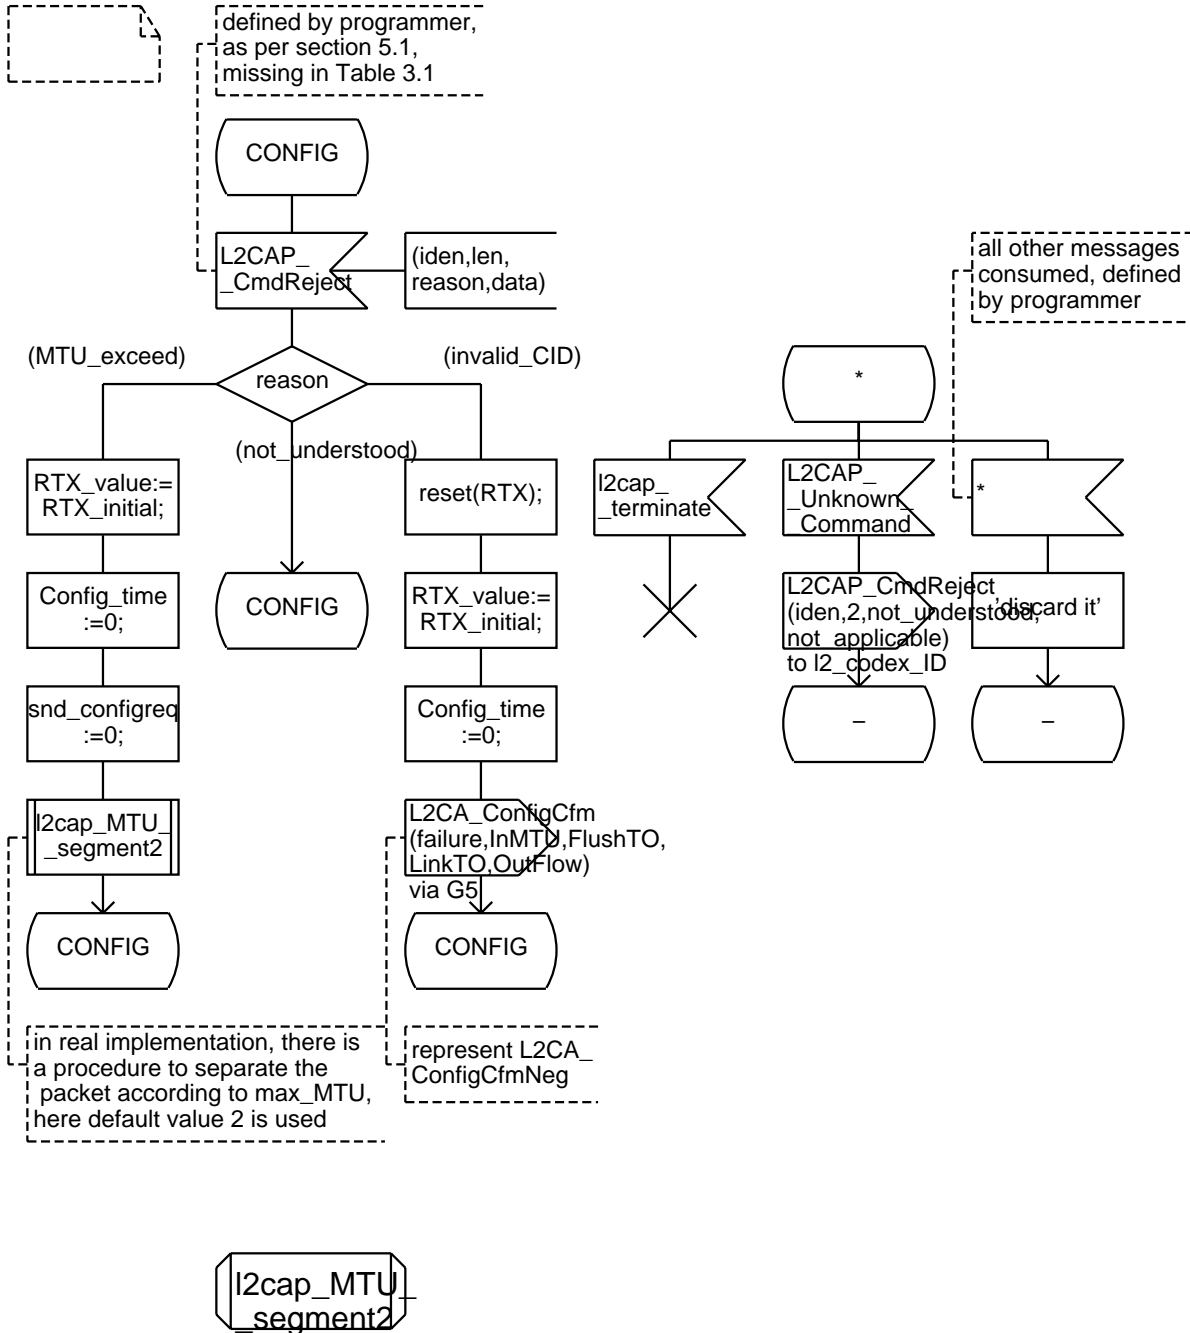 defined by programmer,
as per section 5.1,
missing in Table 3.1
CONFIG
L2CAP_
_CmdReject
(iden,len,
reason,data)
(MTU_exceed)
reason
(invalid_CID)
(not_understood)
RTX_value:=
RTX_initial;
Config_time
:=0;
snd_configreq
:=0;
l2cap_MTU_
_segment2
CONFIG
CONFIG
reset(RTX);
RTX_value:=
RTX_initial;
Config_time
:=0;
L2CA_ConfigCfm
(failure,InMTU,FlushTO,
LinkTO,OutFlow)
via G5
CONFIG
in real implementation, there is
a procedure to separate the
packet according to max_MTU,
here default value 2 is used
represent L2CA_
ConfigCfmNeg
all other messages
consumed, defined
by programmer
*
l2cap_
_terminate
L2CAP_
_Unknown_
_Command
L2CAP_CmdReject
(iden,2,not_understood,
not_applicable)
to l2_codex_ID
–
*
'discard it'
–
l2cap_MTU_
_segment2